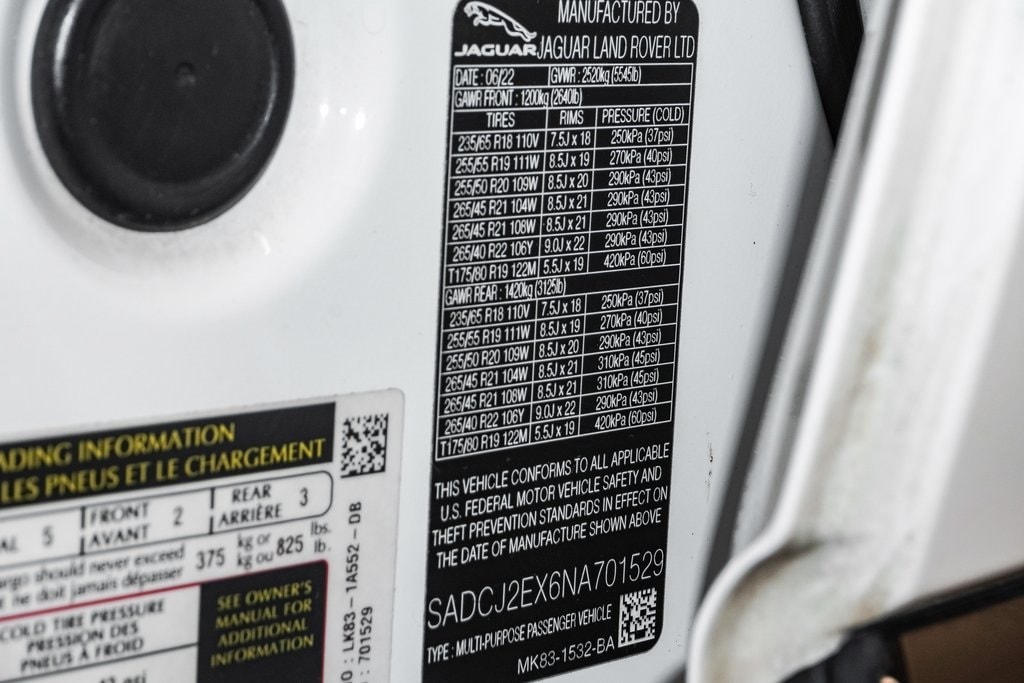 JAGUAR
MANUFACTURED BY
JAGUAR LAND ROVER LTD
DATE : 06/22 GVWR : 2520kg (5545lb)
GAWR FRONT : 1200kg (2640lb)
TIRES RIMS PRESSURE (COLD)
235/65 R18 110V 7.5J x 18 250kPa (37psi)
255/55 R19 111W 8.5J x 19 270kPa (40psi)
255/50 R20 109W 8.5J x 20 290kPa (43psi)
265/45 R21 104W 8.5J x 21 290kPa (43psi)
265/45 R21 108W 8.5J x 21 290kPa (43psi)
265/40 R22 106Y 9.0J x 22 290kPa (43psi)
T175/80 R19 122M 5.5J x 19 420kPa (60psi)
GAWR REAR : 1420kg (3125lb)
235/65 R18 110V 7.5J x 18 250kPa (37psi)
255/55 R19 111W 8.5J x 19 270kPa (40psi)
255/50 R20 109W 8.5J x 20 290kPa (43psi)
265/45 R21 104W 8.5J x 21 310kPa (45psi)
265/45 R21 108W 8.5J x 21 310kPa (45psi)
265/40 R22 106Y 9.0J x 22 290kPa (43psi)
T175/80 R19 122M 5.5J x 19 420kPa (60psi)
THIS VEHICLE CONFORMS TO ALL APPLICABLE
U.S. FEDERAL MOTOR VEHICLE SAFETY AND
THEFT PREVENTION STANDARDS IN EFFECT ON
THE DATE OF MANUFACTURE SHOWN ABOVE
SADCJ2EX6NA701529
TYPE : MULTI-PURPOSE PASSENGER VEHICLE
MK83-1532-BA
ADING INFORMATION
LES PNEUS ET LE CHARGEMENT
AL 5 FRONT AVANT 2 REAR ARRIÈRE 3
argo should never exceed 375 kg or 825 lbs.
ne doit jamais dépasser kg ou lb.
COLD TIRE PRESSURE
PRESSION DES
PNEUS À FROID
SEE OWNER'S
MANUAL FOR
ADDITIONAL
INFORMATION
: LK83-1A552-DB
: 701529